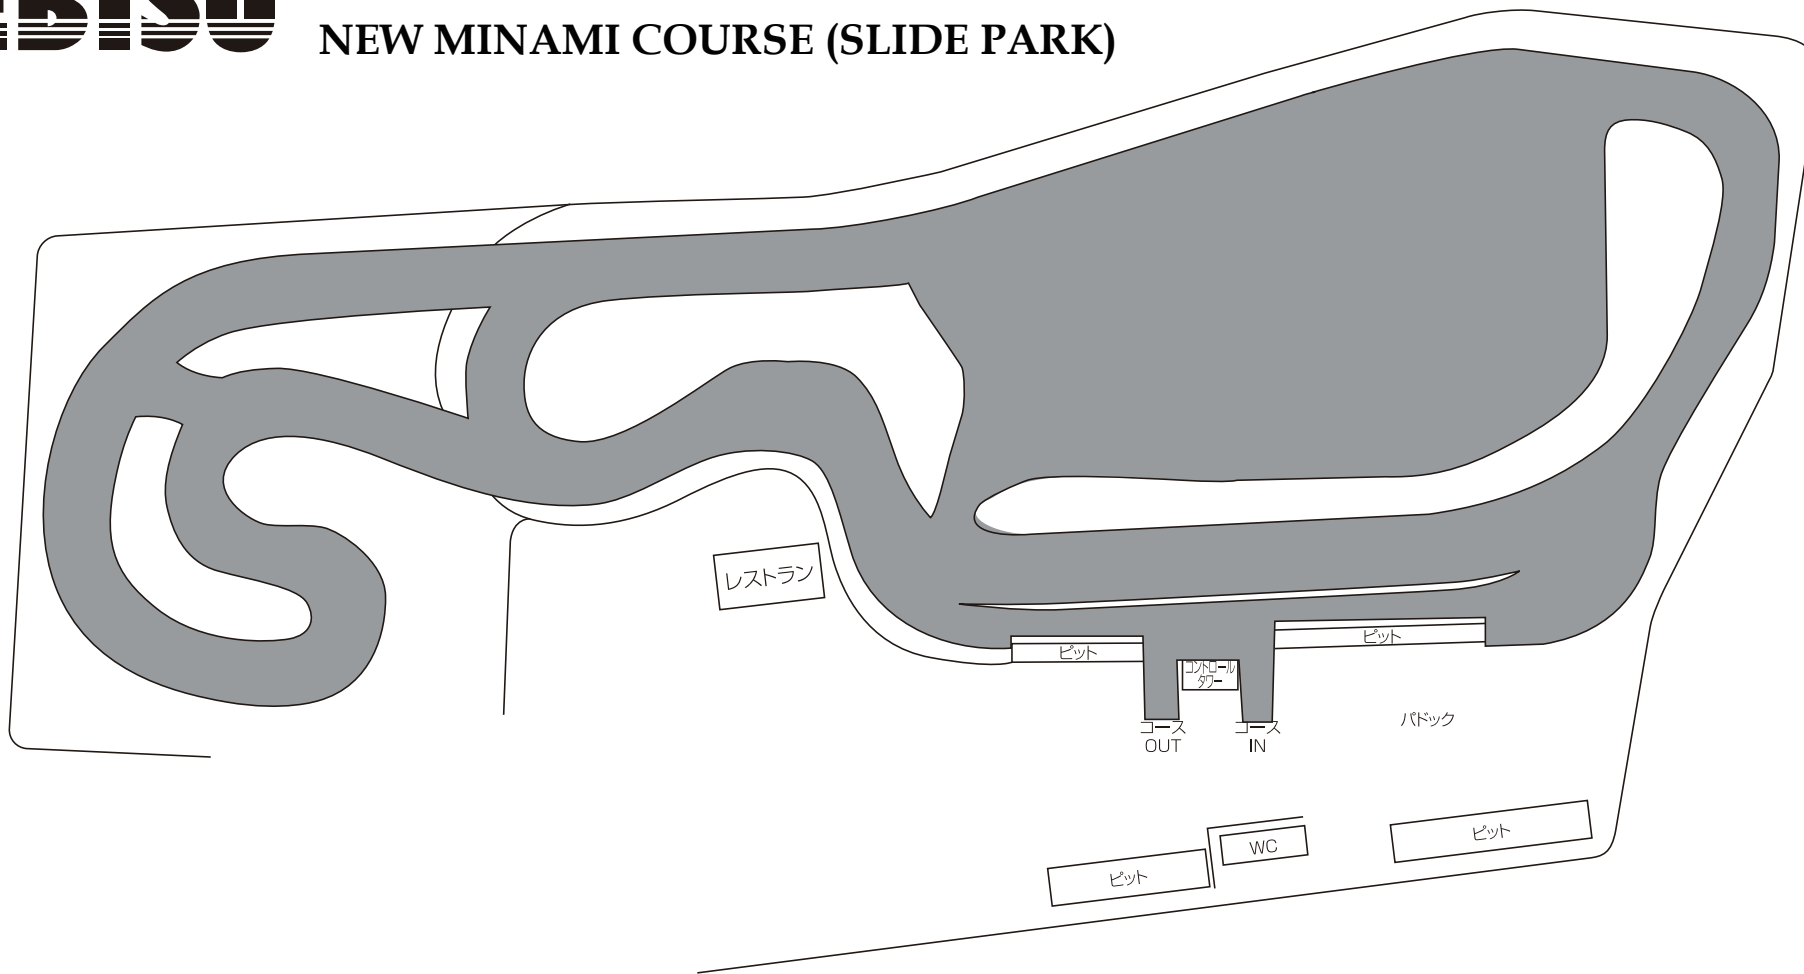 EBISU
NEW MINAMI COURSE (SLIDE PARK)
レストラン
ピット
ピット
コントロール
タワー
コース
OUT
コース
IN
パドック
ピット
WC
ピット